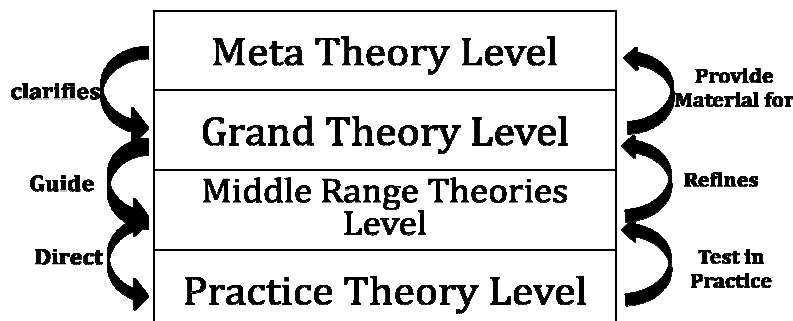 Meta Theory Level
clarifies
Provide
Material for
Grand Theory Level
Guide
Refines
Middle Range Theories
Level
Direct
Test in
Practice
Practice Theory Level